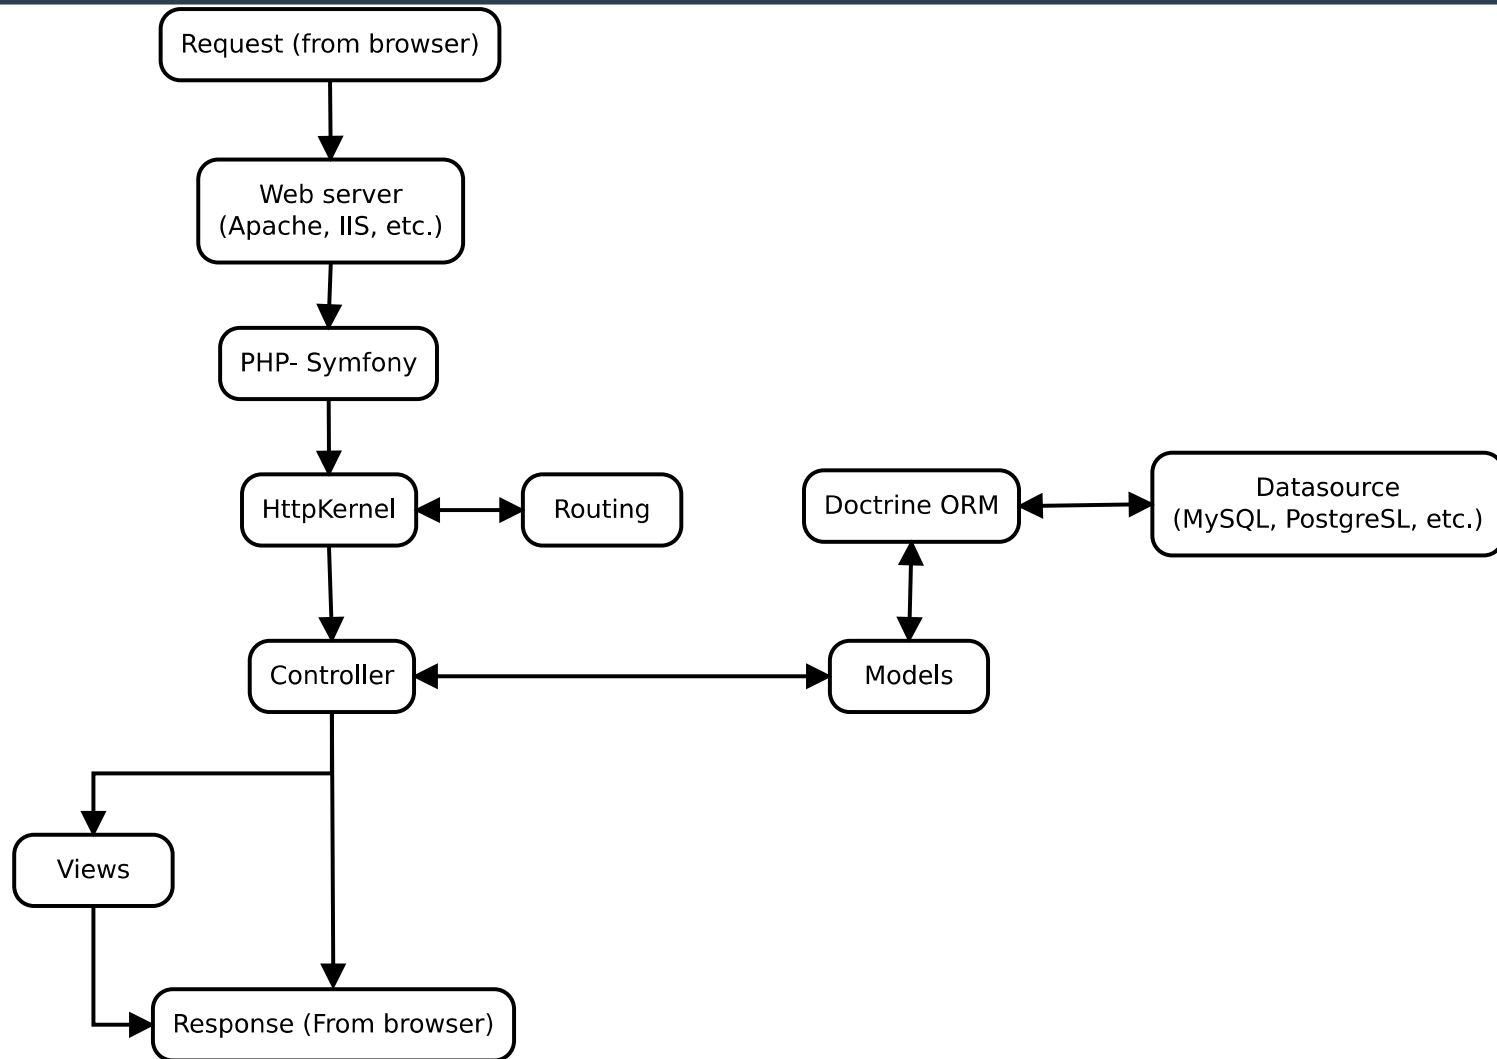 Request (from browser)
Web server
(Apache, IIS, etc.)
PHP- Symfony
HttpKernel
Routing
Doctrine ORM
Datasource
(MySQL, PostgreSL, etc.)
Controller
Models
Views
Response (From browser)